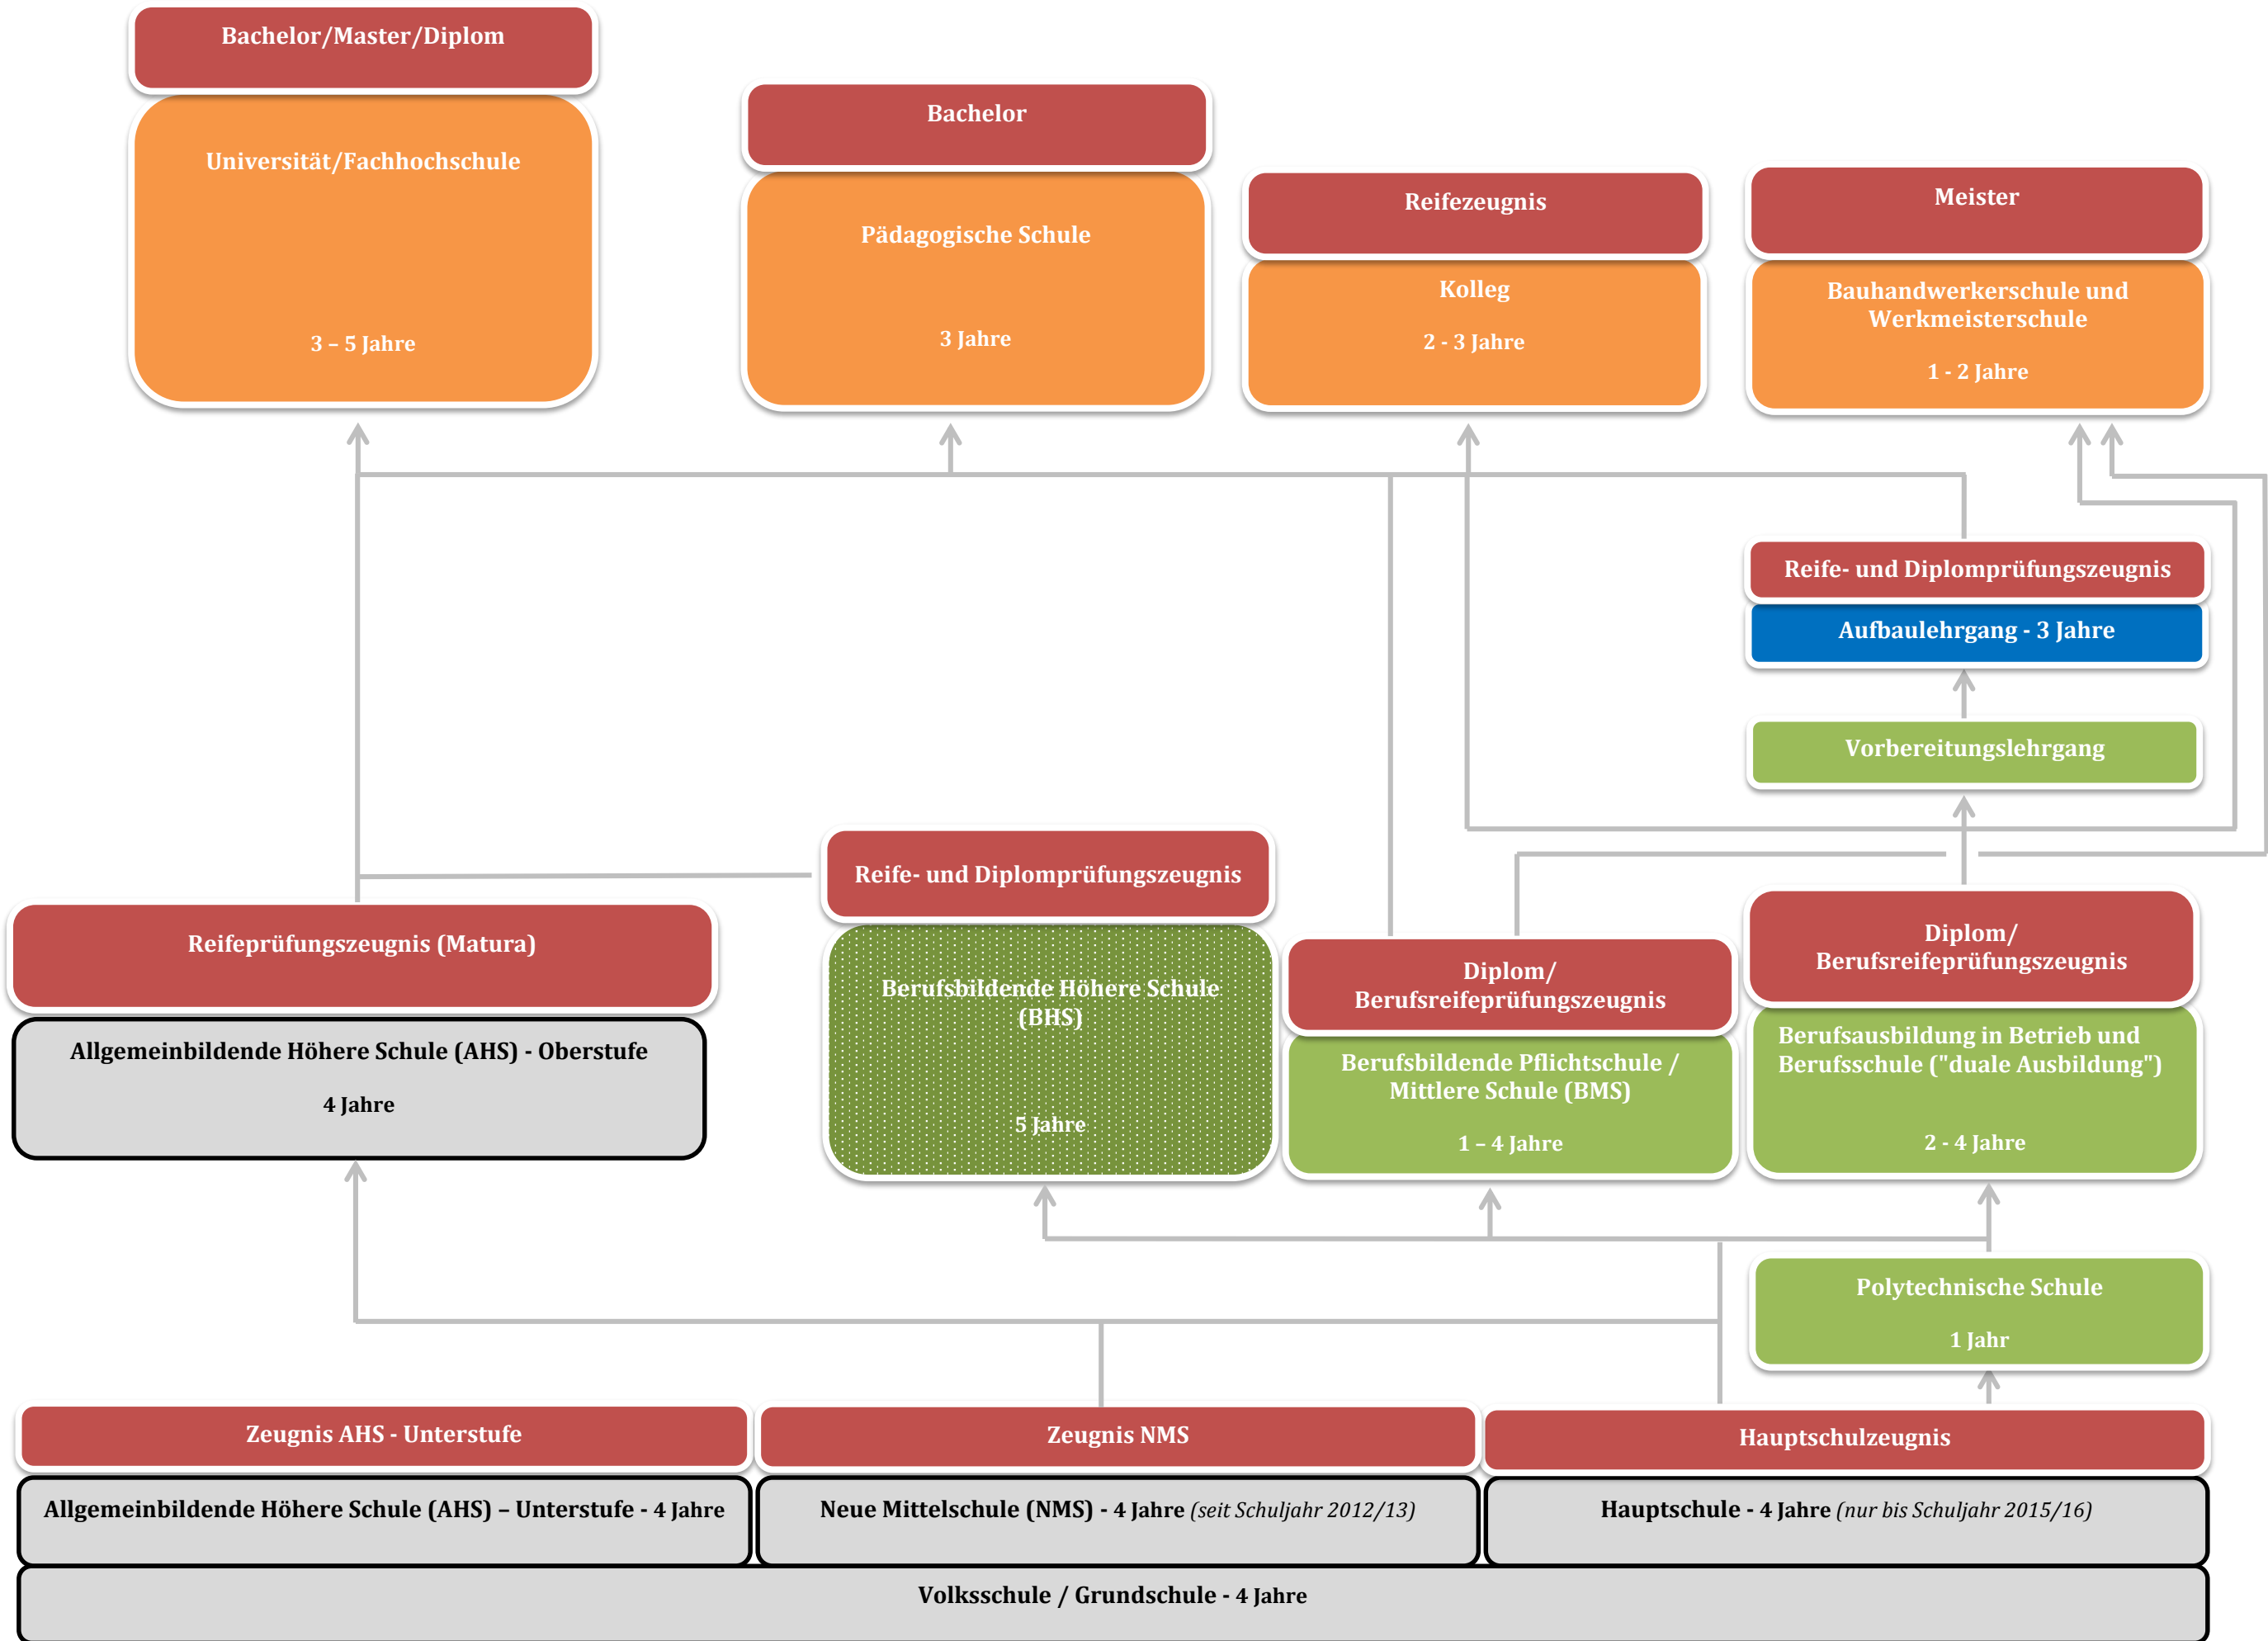 Bachelor/Master/Diplom
Universität/Fachhochschule
3 – 5 Jahre
Bachelor
Pädagogische Schule
3 Jahre
Reifezeugnis
Kolleg
2 - 3 Jahre
Meister
Bauhandwerkerschule und
Werkmeisterschule
1 - 2 Jahre
Reife- und Diplomprüfungszeugnis
Aufbaulehrgang - 3 Jahre
Vorbereitungslehrgang
Reifeprüfungszeugnis (Matura)
Allgemeinbildende Höhere Schule (AHS) - Oberstufe
4 Jahre
Reife- und Diplomprüfungszeugnis
Berufsbildende Höhere Schule
(BHS)
5 Jahre
Diplom/
Berufsreifeprüfungszeugnis
Berufsbildende Pflichtschule /
Mittlere Schule (BMS)
1 – 4 Jahre
Diplom/
Berufsreifeprüfungszeugnis
Berufsausbildung in Betrieb und
Berufsschule ("duale Ausbildung")
2 - 4 Jahre
Polytechnische Schule
1 Jahr
Zeugnis AHS - Unterstufe
Zeugnis NMS
Hauptschulzeugnis
Allgemeinbildende Höhere Schule (AHS) – Unterstufe - 4 Jahre
Neue Mittelschule (NMS) - 4 Jahre (seit Schuljahr 2012/13)
Hauptschule - 4 Jahre (nur bis Schuljahr 2015/16)
Volksschule / Grundschule - 4 Jahre